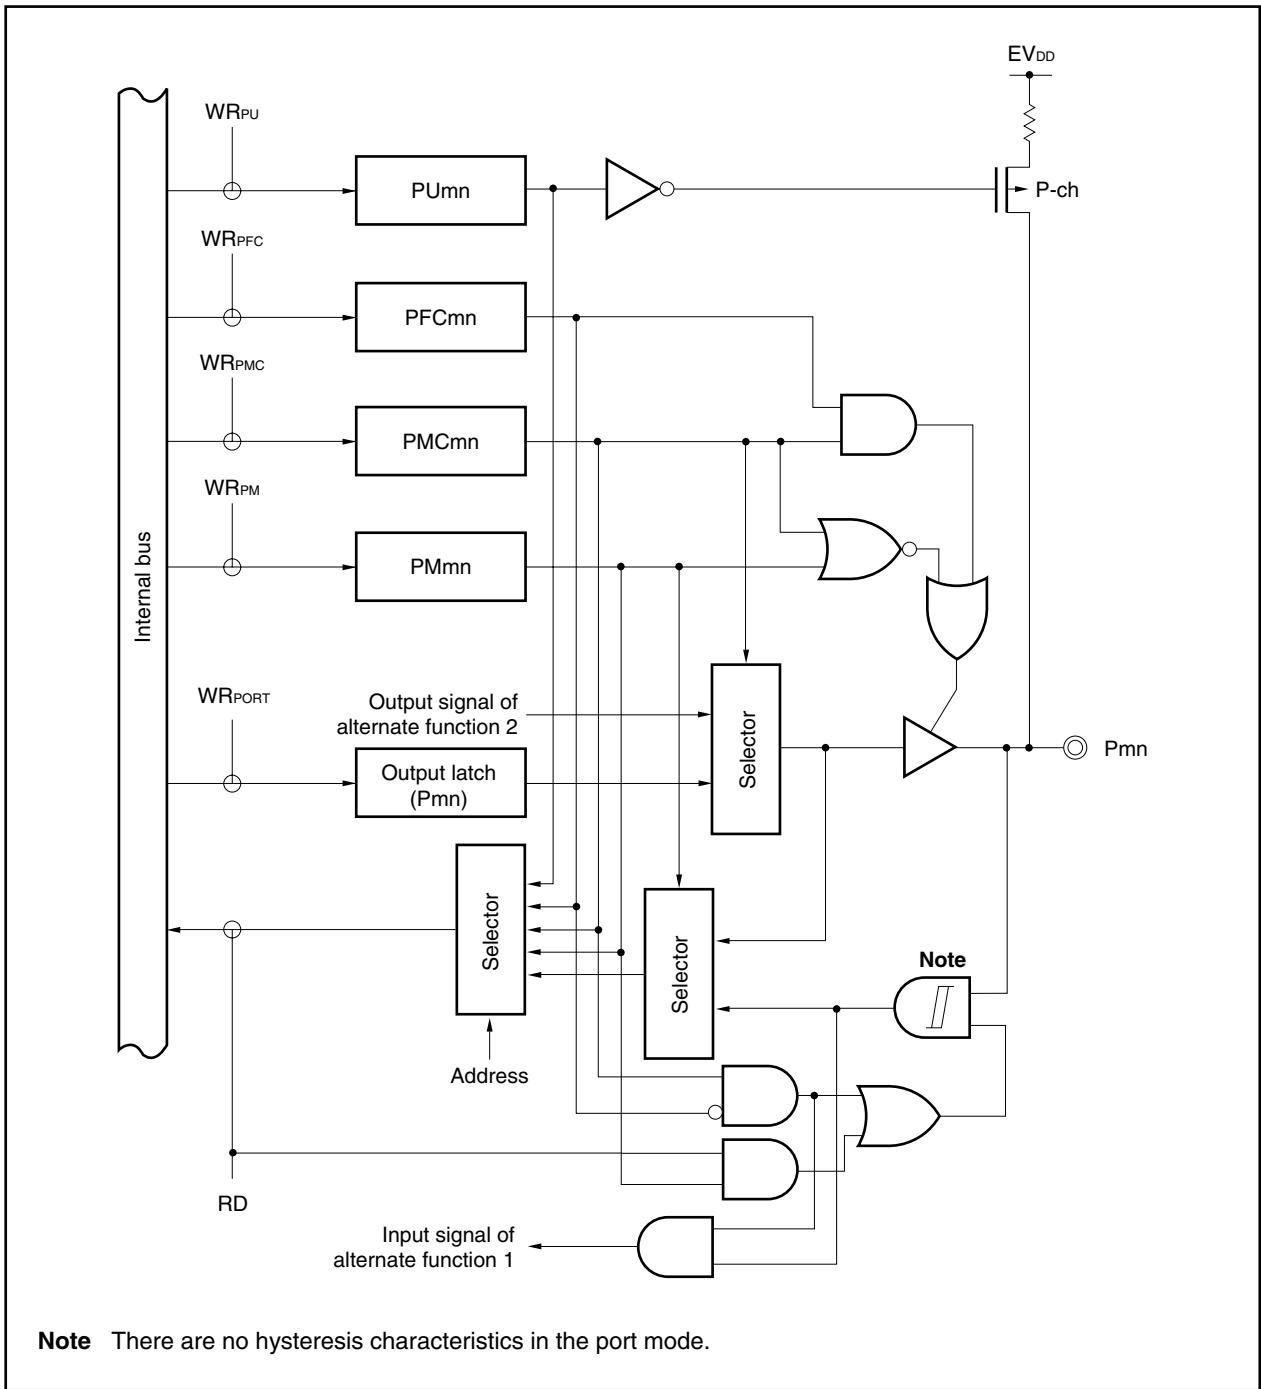 EVDD
WRPU
PUmn
P-ch
WRPFC
PFCmn
WRPMC
PMCmn
WRPM
PMmn
Internal bus
WRPORT
Output signal of
alternate function 2
Selector
Pmn
Output latch
(Pmn)
Selector
Selector
Note
Address
RD
Input signal of
alternate function 1
Note There are no hysteresis characteristics in the port mode.